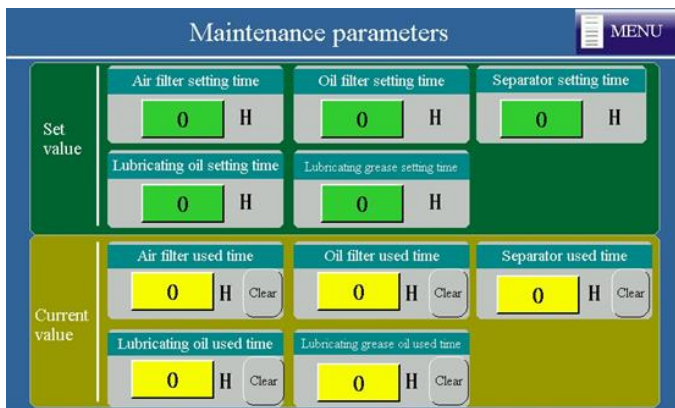 Maintenance parameters
MENU
Set
value
Air filter setting time
0 H
Oil filter setting time
0 H
Separator setting time
0 H
Lubricating oil setting time
0 H
Lubricating grease setting time
0 H
Current
value
Air filter used time
0 H Clear
Oil filter used time
0 H Clear
Separator used time
0 H Clear
Lubricating oil used time
0 H Clear
Lubricating grease oil used time
0 H Clear